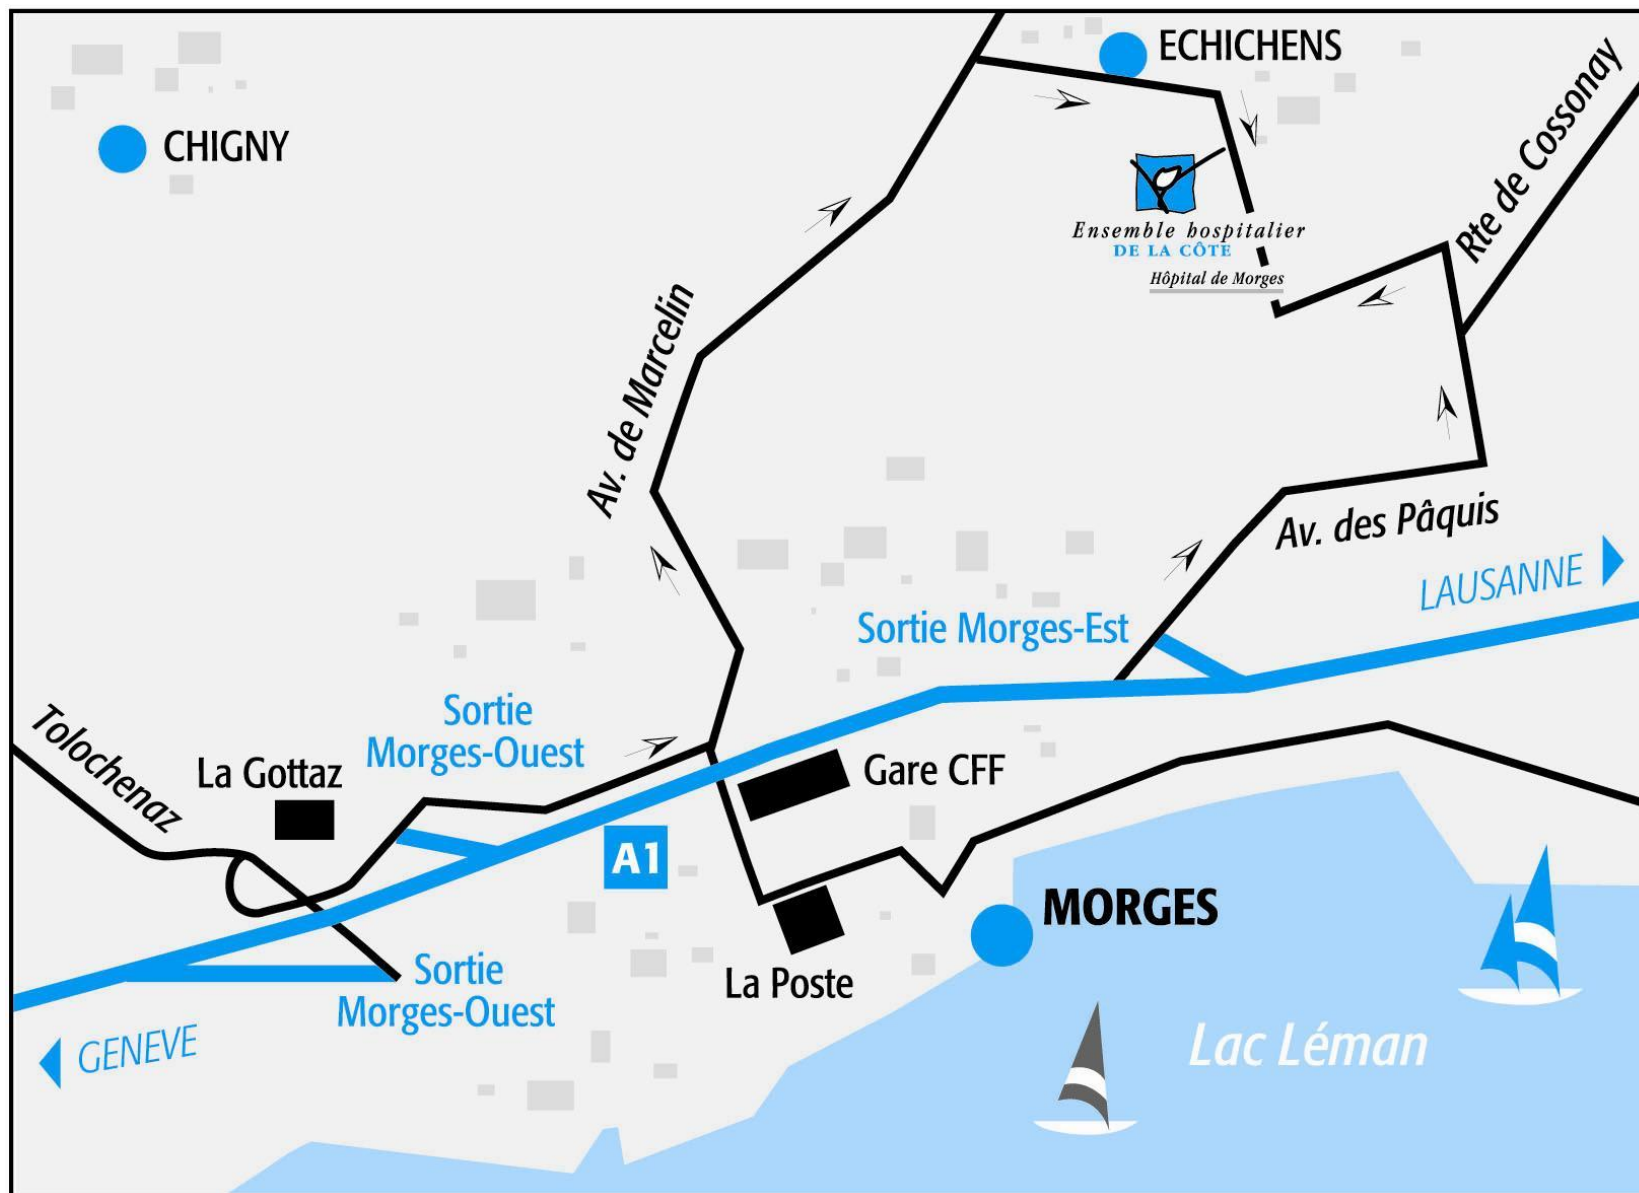 ECHICHENS
CHIGNY
Rte de Cossonay
Ensemble hospitalier
DE LA CÔTE
Hôpital de Morges
Av. de Marcelin
Av. des Pâquis
LAUSANNE
Sortie Morges-Est
Sortie
Morges-Ouest
Tolochenaz
La Gottaz
Gare CFF
A1
MORGES
Sortie
Morges-Ouest
La Poste
GENEVE
Lac Léman